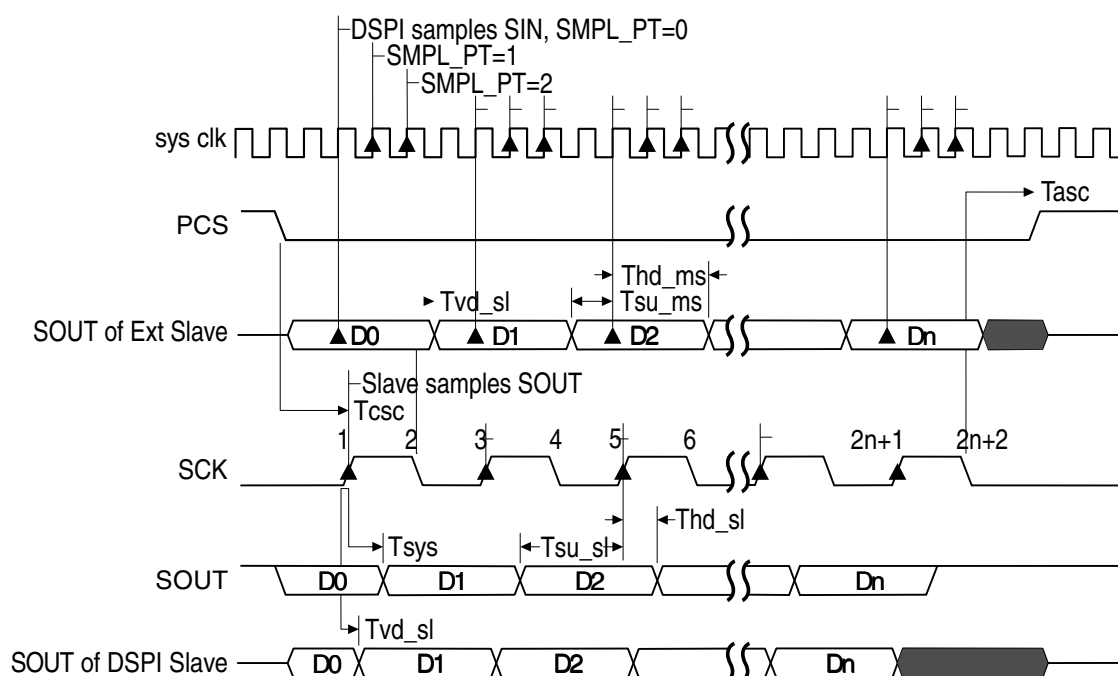 DSPI samples SIN, SMPL_PT=0
SMPL_PT=1
SMPL_PT=2
sys clk
Tasc
PCS
Thd_ms
Tvd_sl Tsu_ms
SOUT of Ext Slave D0 D1 D2 Dn
Slave samples SOUT
Tcsc
1 2 3 4 5 6 2n+1 2n+2
SCK
Thd_sl
Tsys Tsu_sl
SOUT D0 D1 D2 Dn
Tvd_sl
SOUT of DSPI Slave D0 D1 D2 Dn